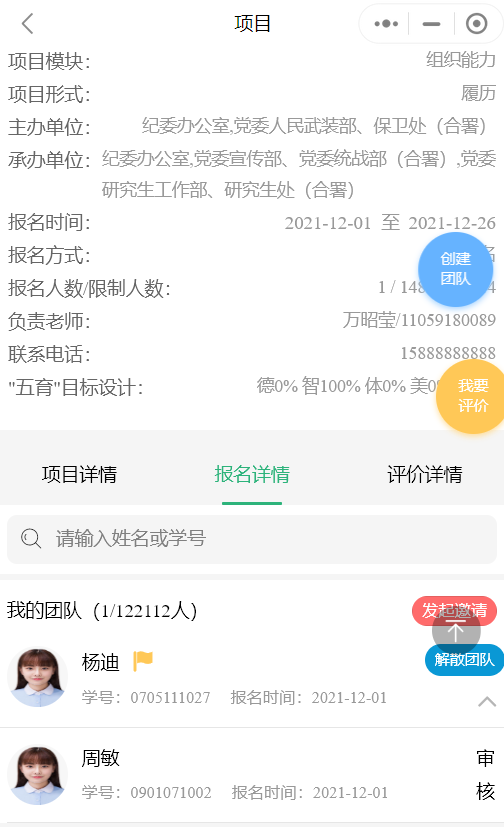 项目
项目模块： 组织能力
项目形式： 履历
主办单位： 纪委办公室,党委人民武装部、保卫处（合署）
承办单位：纪委办公室,党委宣传部、党委统战部（合署）,党委
研究生工作部、研究生处（合署）
报名时间： 2021-12-01 至 2021-12-26
报名方式：
创建
团队
报名人数/限制人数： 1 / 148
负责老师： 万昭莹/11059180089
联系电话： 15888888888
"五育"目标设计： 德0% 智100% 体0% 美0
我要
评价
项目详情 报名详情 评价详情
请输入姓名或学号
我的团队（1/122112人） 发起邀请
杨迪 解散团队
学号：0705111027 报名时间：2021-12-01
周敏 审
学号：0901071002 报名时间：2021-12-01 核